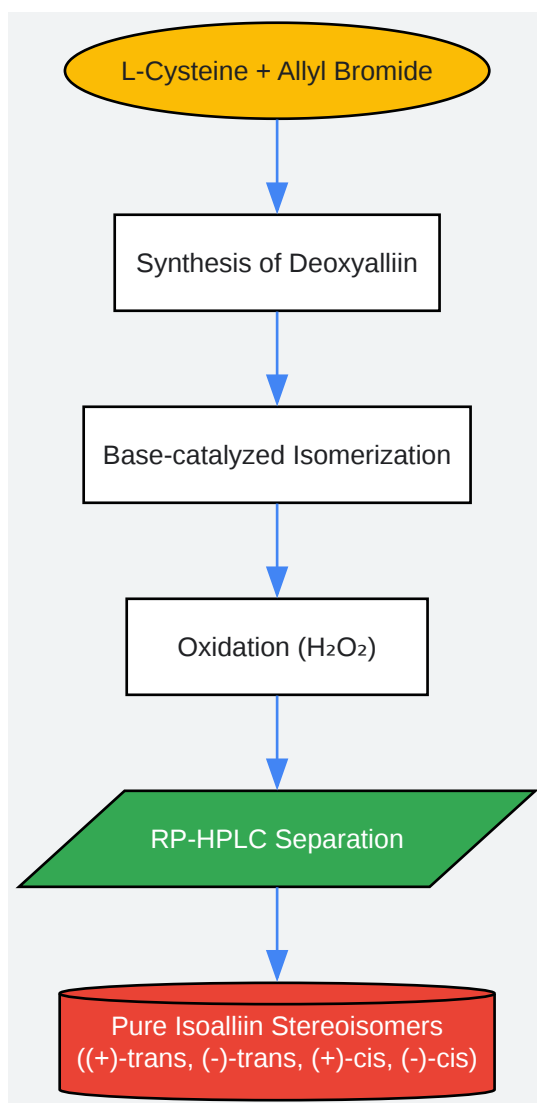 L-Cysteine + Allyl Bromide
Synthesis of Deoxyalliin
Base-catalyzed Isomerization
Oxidation (H₂O₂)
RP-HPLC Separation
Pure Isoalliin Stereoisomers
((+)-trans, (-)-trans, (+)-cis, (-)-cis)